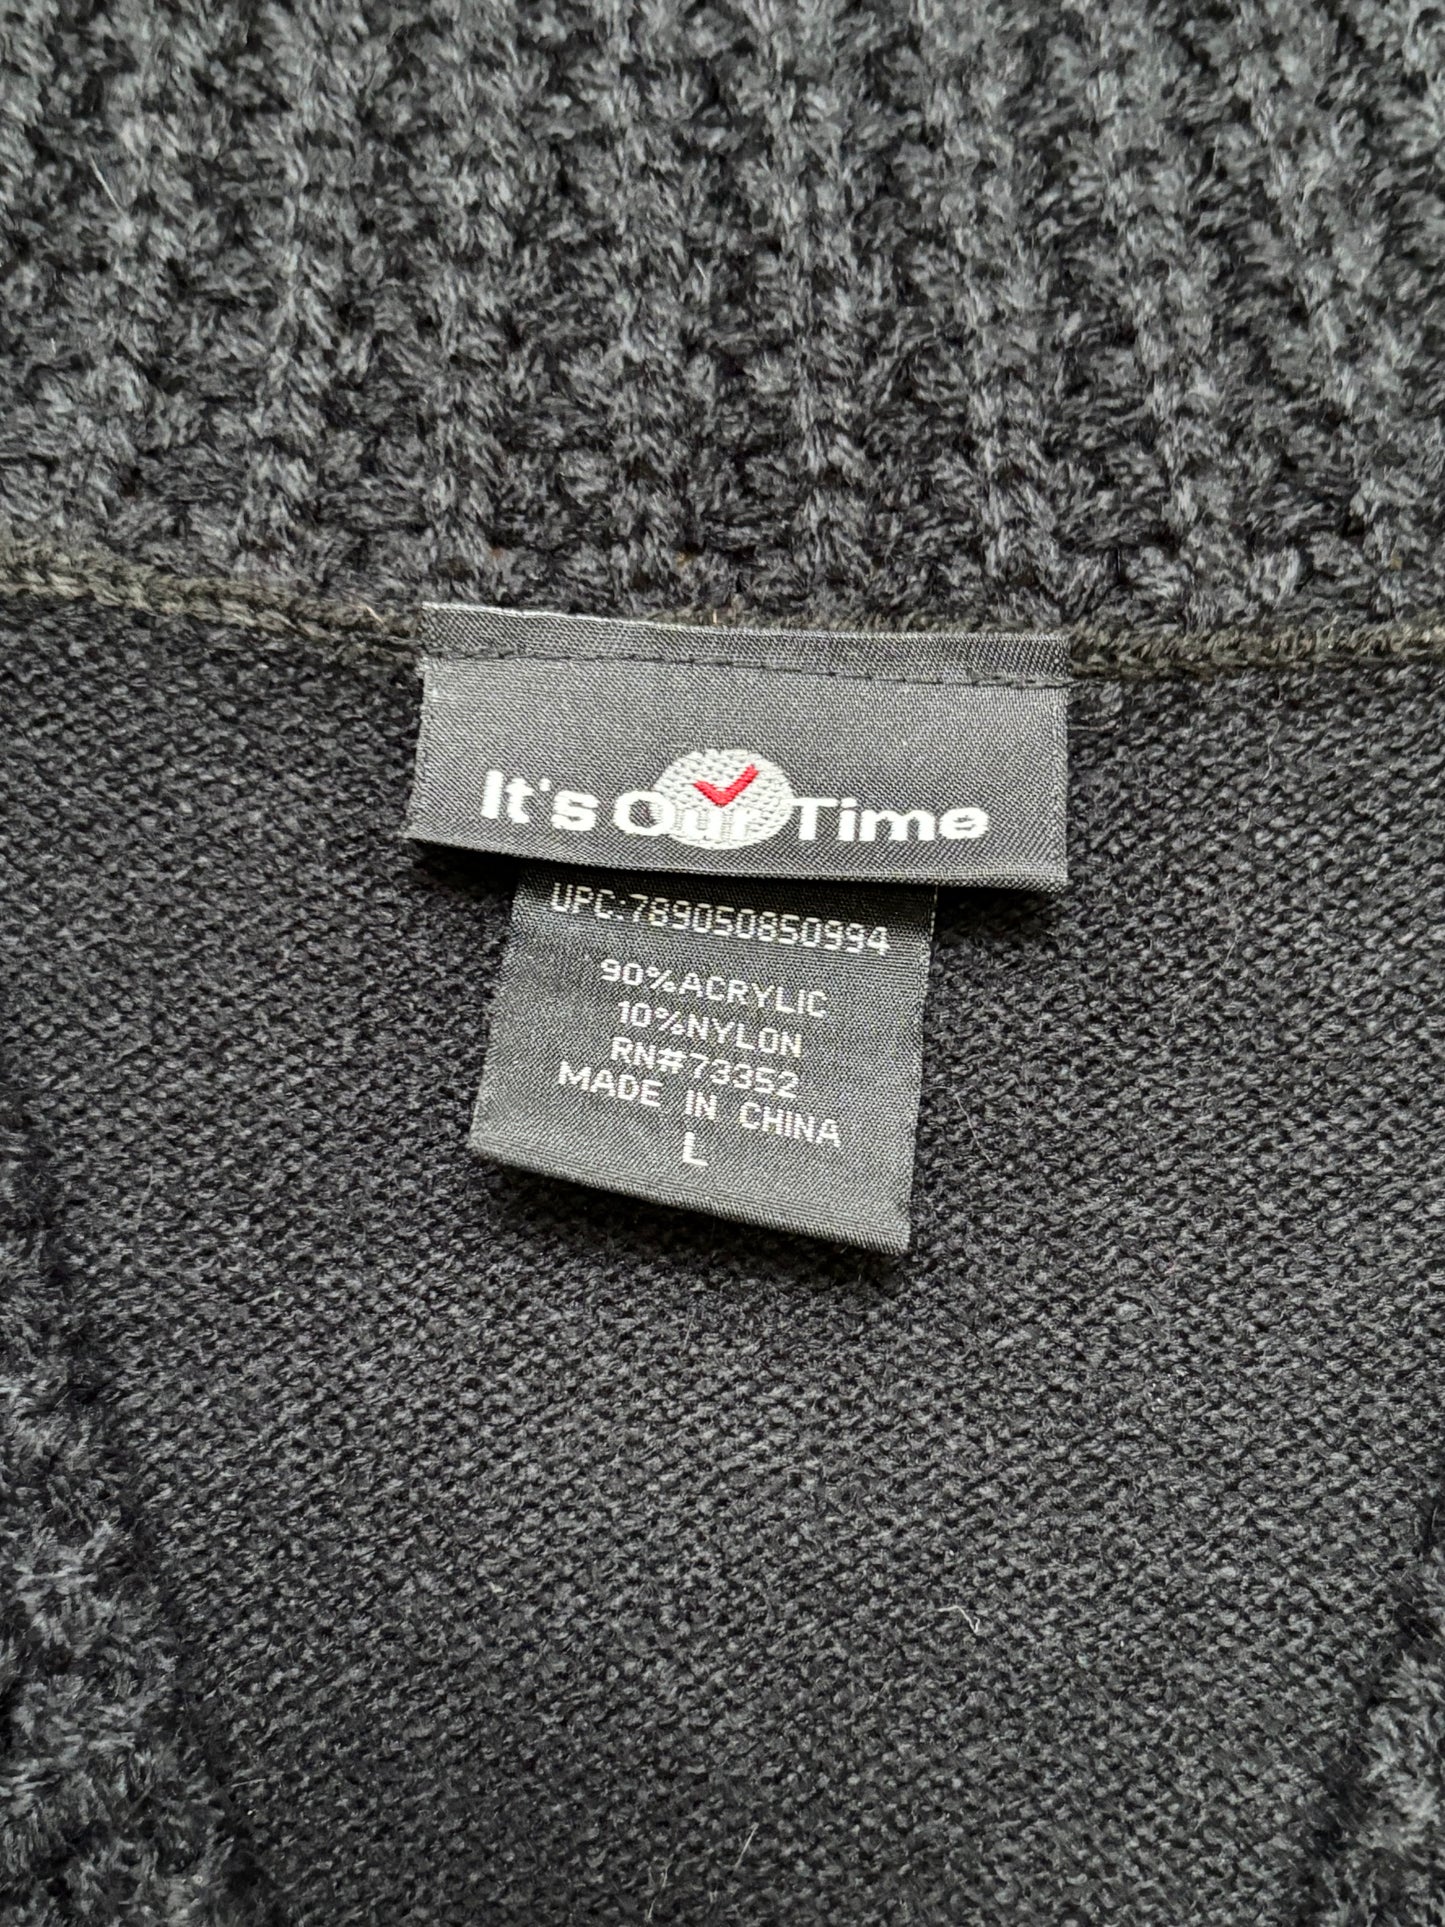 It's Our Time
UPC:789050850994
90%ACRYLIC
10%NYLON
RN#73352
MADE IN CHINA
L